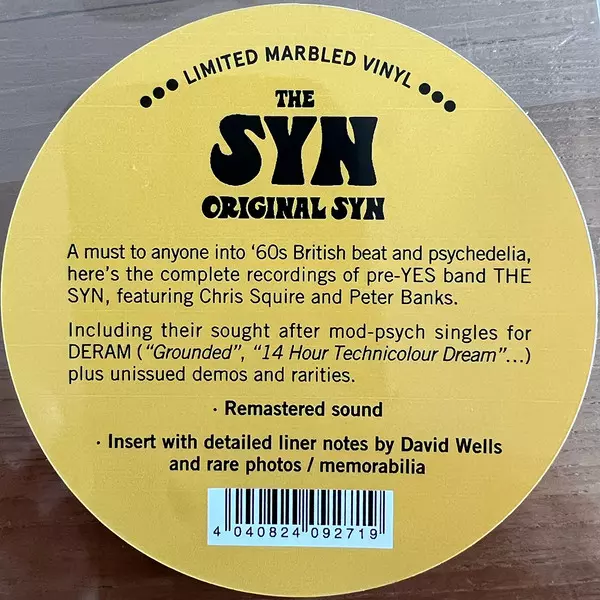 ••• LIMITED MARBLED VINYL •••
THE
SYN
ORIGINAL SYN
A must to anyone into ‘60s British beat and psychedelia,
here’s the complete recordings of pre-YES band THE
SYN, featuring Chris Squire and Peter Banks.
Including their sought after mod-psych singles for
DERAM (“Grounded”, “14 Hour Technicolour Dream”...)
plus unissued demos and rarities.
· Remastered sound
· Insert with detailed liner notes by David Wells
and rare photos / memorabilia
4 040824 092719